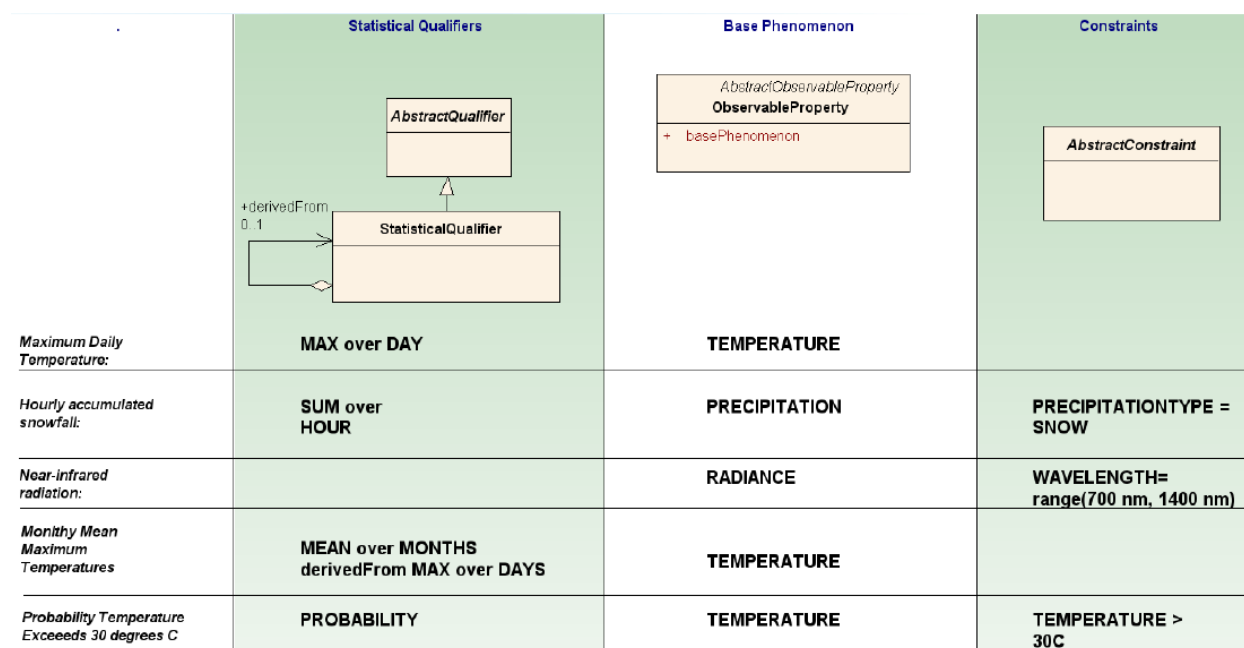 .
Statistical Qualifiers
Base Phenomenon
Constraints
AbstractQualifier
+derivedFrom
0..1
StatisticalQualifier
AbstractObservableProperty
ObservableProperty
+ basePhenomenon
AbstractConstraint
Maximum Daily
Temperature:
MAX over DAY
TEMPERATURE
Hourly accumulated
snowfall:
SUM over
HOUR
PRECIPITATION
PRECIPITATIONTYPE =
SNOW
Near-infrared
radiation:
RADIANCE
WAVELENGTH=
range(700 nm, 1400 nm)
Monithy Mean
Maximum
Temperatures
MEAN over MONTHS
derivedFrom MAX over DAYS
TEMPERATURE
Probability Temperature
Exceeeds 30 degrees C
PROBABILITY
TEMPERATURE
TEMPERATURE >
30C